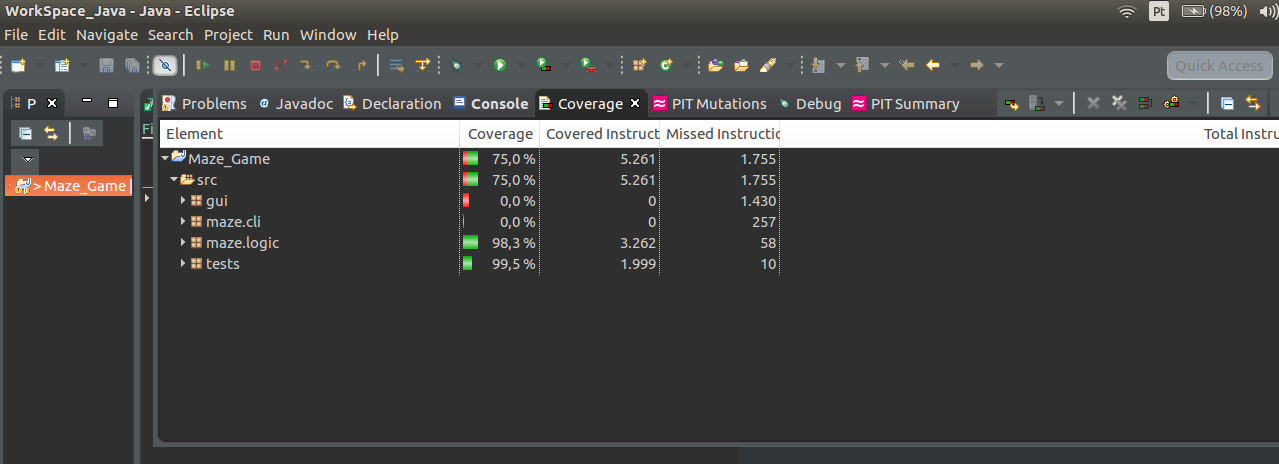 WorkSpace_Java - Java - Eclipse Pt (98%)
File Edit Navigate Search Project Run Window Help
Quick Access
P Problems Javadoc Declaration Console Coverage PIT Mutations Debug PIT Summary
Fi Element Coverage Covered Instruct Missed Instructio Total Instru
Maze_Game 75,0 % 5.261 1.755
> Maze_Game src 75,0 % 5.261 1.755
gui 0,0 % 0 1.430
maze.cli 0,0 % 0 257
maze.logic 98,3 % 3.262 58
tests 99,5 % 1.999 10